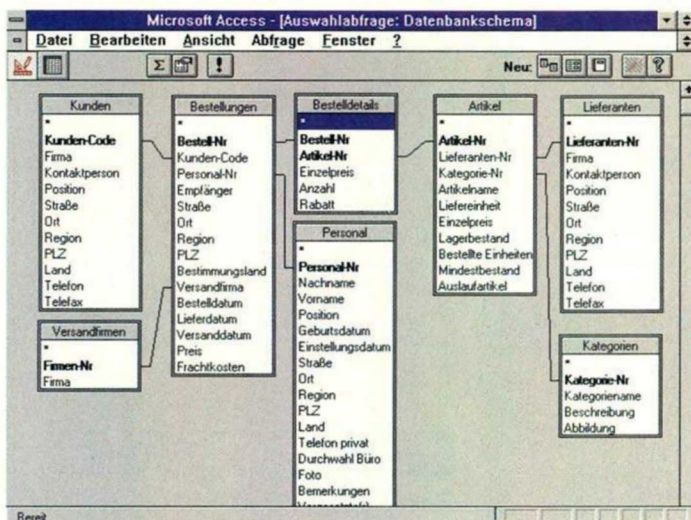 Microsoft Access - [Auswahlabfrage: Datenbankschema]
Datei Bearbeiten Ansicht Abfrage Fenster ?
Σ ! Neu: ?
Kunden
*
Kunden-Code
Firma
Kontaktperson
Position
Straße
Ort
Region
PLZ
Land
Telefon
Telefax
Bestellungen
*
Bestell-Nr
Kunden-Code
Personal-Nr
Empfänger
Straße
Ort
Region
PLZ
Bestimmungsland
Versandfirma
Bestelldatum
Lieferdatum
Versanddatum
Preis
Frachtkosten
Bestelldetails
*
Bestell-Nr
Artikel-Nr
Einzelpreis
Anzahl
Rabatt
Artikel
*
Artikel-Nr
Lieferanten-Nr
Kategorie-Nr
Artikelname
Liefereinheit
Einzelpreis
Lagerbestand
Bestellte Einheiten
Mindestbestand
Auslaufartikel
Lieferanten
*
Lieferanten-Nr
Firma
Kontaktperson
Position
Straße
Ort
Region
PLZ
Land
Telefon
Telefax
Versandfirmen
*
Firmen-Nr
Firma
Personal
*
Personal-Nr
Nachname
Vorname
Position
Geburtsdatum
Einstellungsdatum
Straße
Ort
Region
PLZ
Land
Telefon privat
Durchwahl Büro
Foto
Bemerkungen
Kategorien
*
Kategorie-Nr
Kategoriename
Beschreibung
Abbildung
Bereit